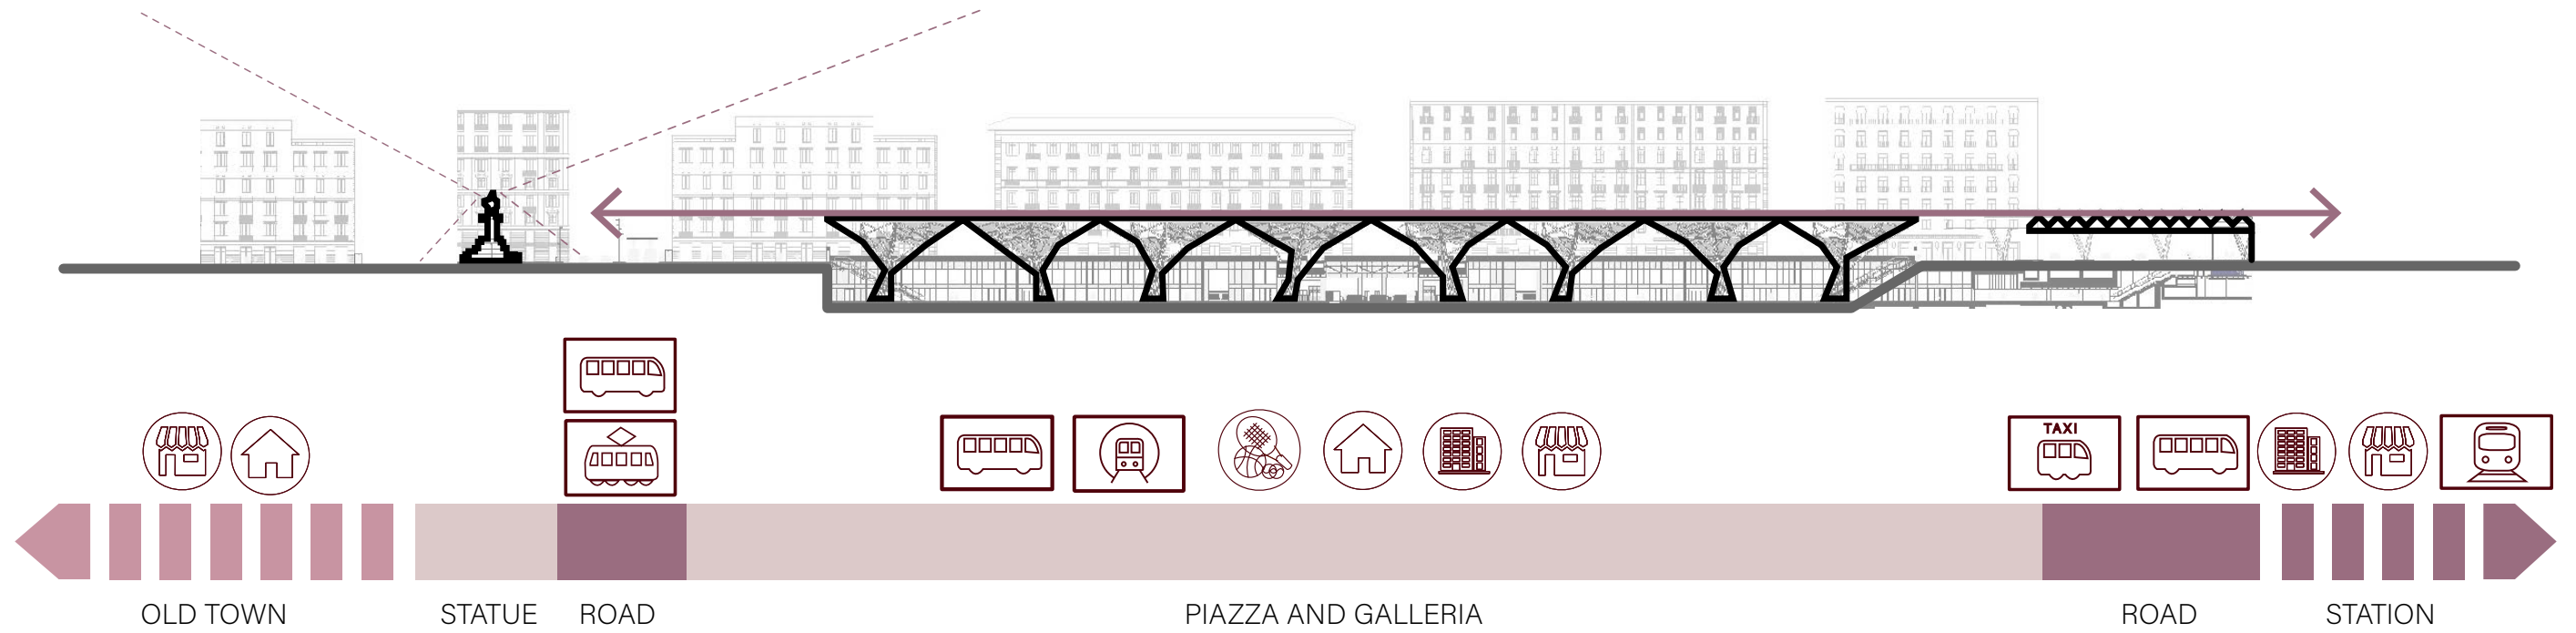 TAXI
OLD TOWN
STATUE
ROAD
PIAZZA AND GALLERIA
ROAD
STATION